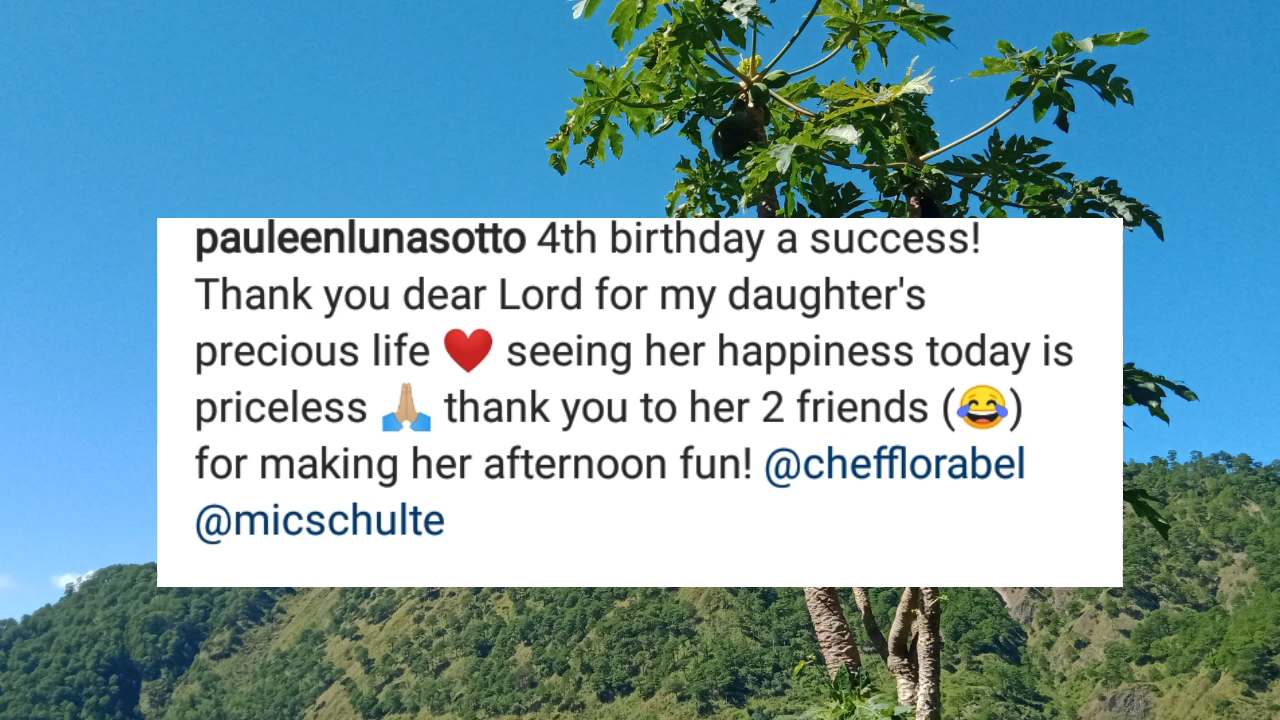 pauleenlunasotto 4th birthday a success!
Thank you dear Lord for my daughter's
precious life ❤️ seeing her happiness today is
priceless 🙏🏼 thank you to her 2 friends (😂)
for making her afternoon fun! @chefflorabel
@micschulte